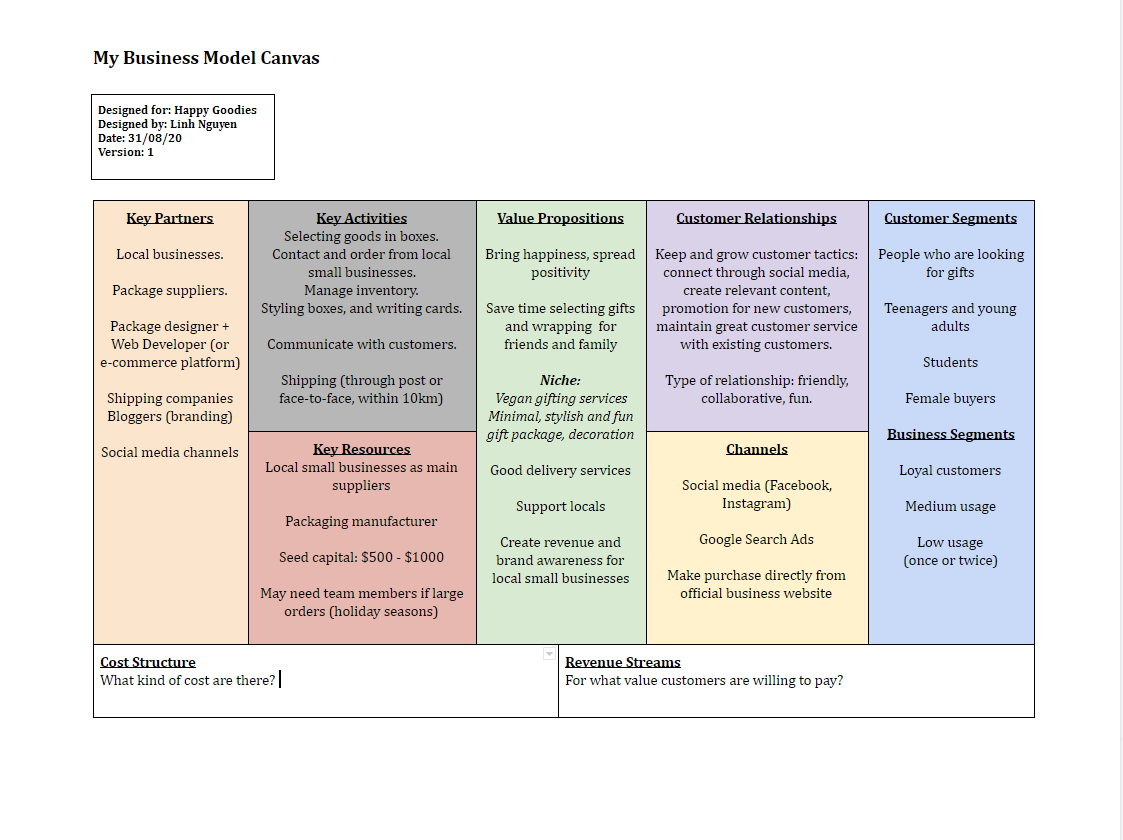 My Business Model Canvas
Designed for: Happy Goodies
Designed by: Linh Nguyen
Date: 31/08/20
Version: 1
Key Partners
Local businesses.
Package suppliers.
Package designer +
Web Developer (or
e-commerce platform)
Shipping companies
Bloggers (branding)
Social media channels
Key Activities
Selecting goods in boxes.
Contact and order from local
small businesses.
Manage inventory.
Styling boxes, and writing cards.
Communicate with customers.
Shipping (through post or
face-to-face, within 10km)
Key Resources
Local small businesses as main
suppliers
Packaging manufacturer
Seed capital: $500 - $1000
May need team members if large
orders (holiday seasons)
Value Propositions
Bring happiness, spread
positivity
Save time selecting gifts
and wrapping for
friends and family
Niche:
Vegan gifting services
Minimal, stylish and fun
gift package, decoration
Good delivery services
Support locals
Create revenue and
brand awareness for
local small businesses
Customer Relationships
Keep and grow customer tactics:
connect through social media,
create relevant content,
promotion for new customers,
maintain great customer service
with existing customers.
Type of relationship: friendly,
collaborative, fun.
Channels
Social media (Facebook,
Instagram)
Google Search Ads
Make purchase directly from
official business website
Customer Segments
People who are looking
for gifts
Teenagers and young
adults
Students
Female buyers
Business Segments
Loyal customers
Medium usage
Low usage
(once or twice)
Cost Structure
What kind of cost are there?
Revenue Streams
For what value customers are willing to pay?